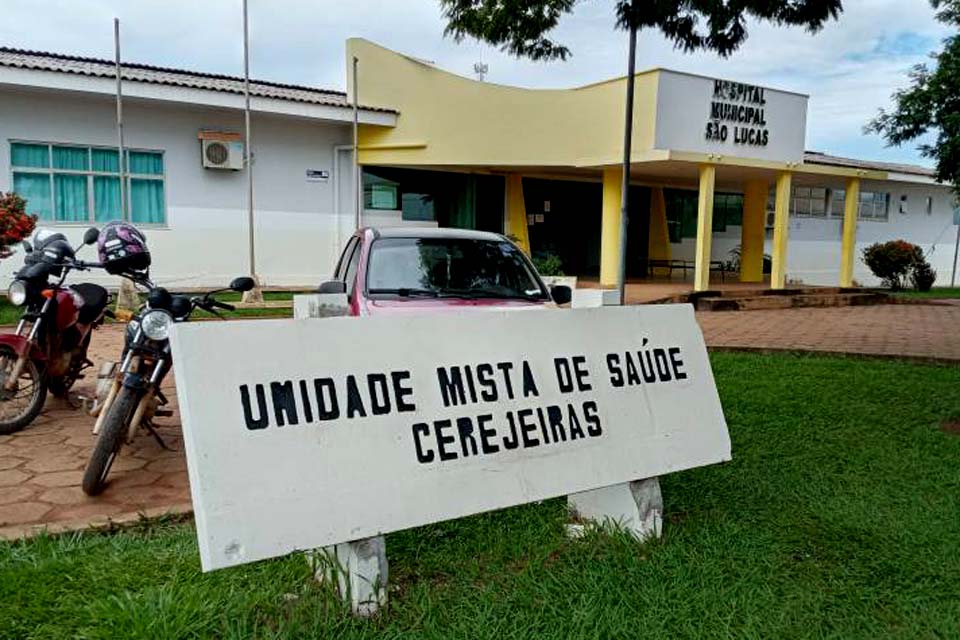 HOSPITAL
MUNICIPAL
SÃO LUCAS
UNIDADE MISTA DE SAÚDE
CEREJEIRAS